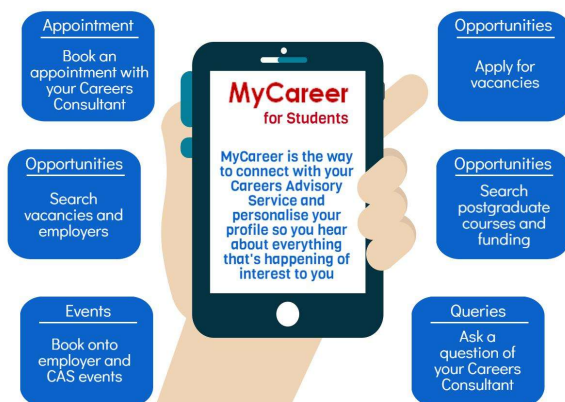 Appointment
Book an
appointment with
your Careers
Consultant
Opportunities
Search
vacancies and
employers
Events
Book onto
employer and
CAS events
MyCareer
for Students
MyCareer is the way
to connect with your
Careers Advisory
Service and
personalise your
profile so you hear
about everything
that's happening of
interest to you
Opportunities
Apply for
vacancies
Opportunities
Search
postgraduate
courses and
funding
Queries
Ask a
question of
your Careers
Consultant